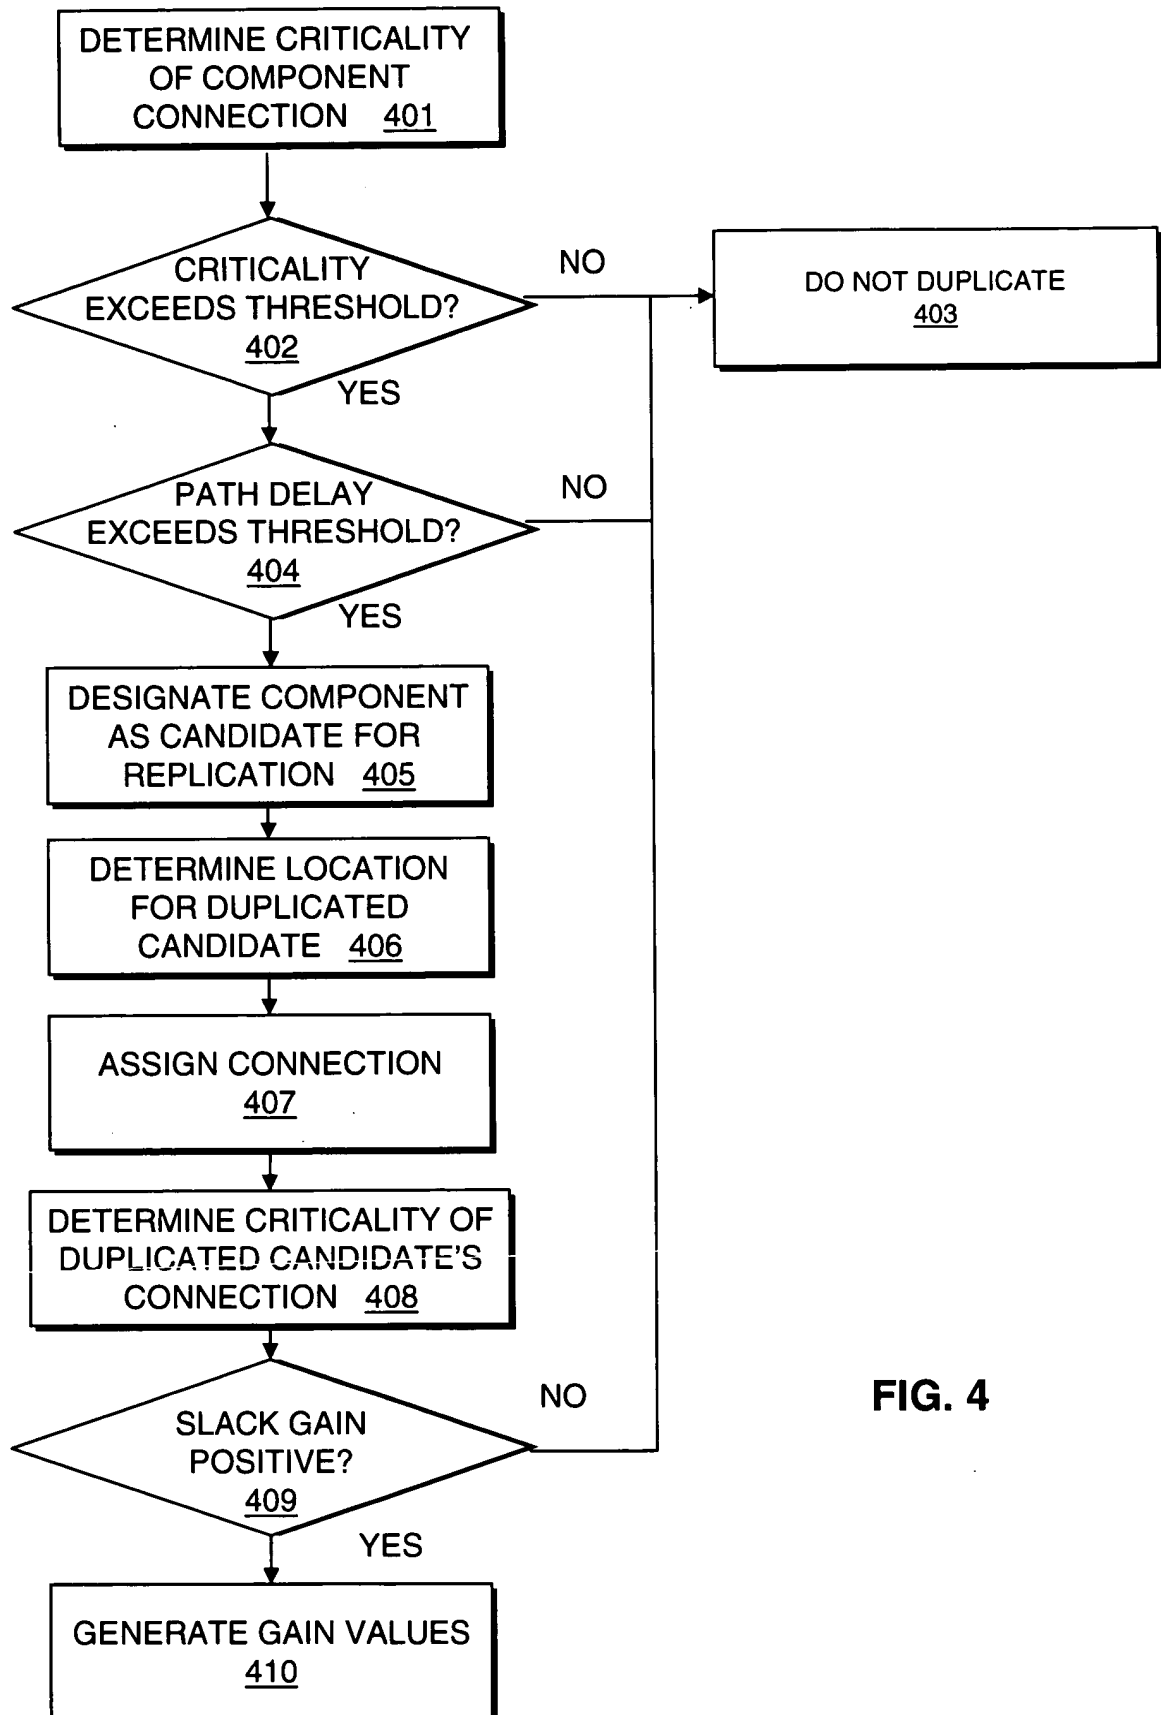 DETERMINE CRITICALITY
OF COMPONENT
CONNECTION 401
CRITICALITY
EXCEEDS THRESHOLD?
402
NO
YES
DO NOT DUPLICATE
403
PATH DELAY
EXCEEDS THRESHOLD?
404
NO
YES
DESIGNATE COMPONENT
AS CANDIDATE FOR
REPLICATION 405
DETERMINE LOCATION
FOR DUPLICATED
CANDIDATE 406
ASSIGN CONNECTION
407
DETERMINE CRITICALITY OF
DUPLICATED CANDIDATE'S
CONNECTION 408
SLACK GAIN
POSITIVE?
409
NO
YES
GENERATE GAIN VALUES
410
FIG. 4